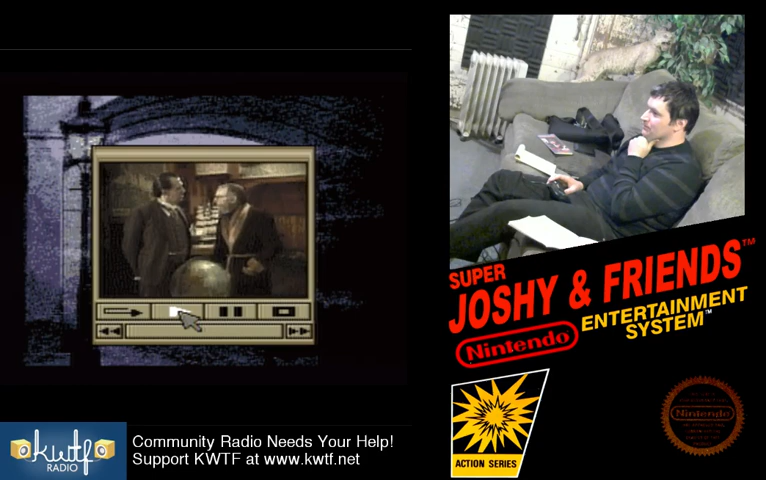 SUPER
JOSHY & FRIENDS™
Nintendo
ENTERTAINMENT
SYSTEM™
ACTION SERIES
Nintendo
kwtf
RADIO
Community Radio Needs Your Help!
Support KWTF at www.kwtf.net